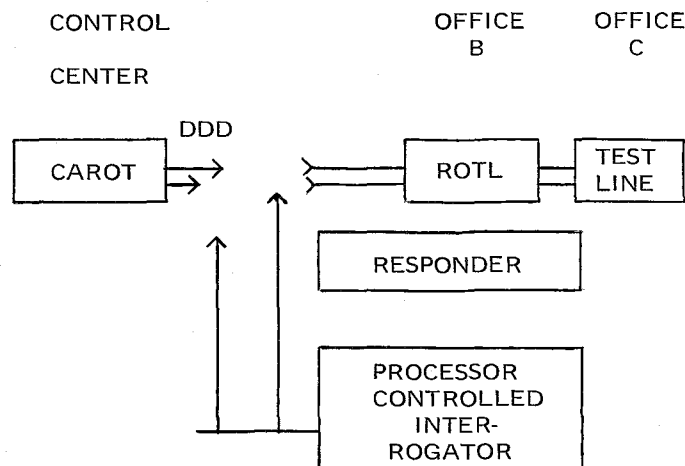 CONTROL
CENTER
OFFICE
B
OFFICE
C
DDD
CAROT
ROTL
TEST
LINE
RESPONDER
PROCESSOR
CONTROLLED
INTER-
ROGATOR